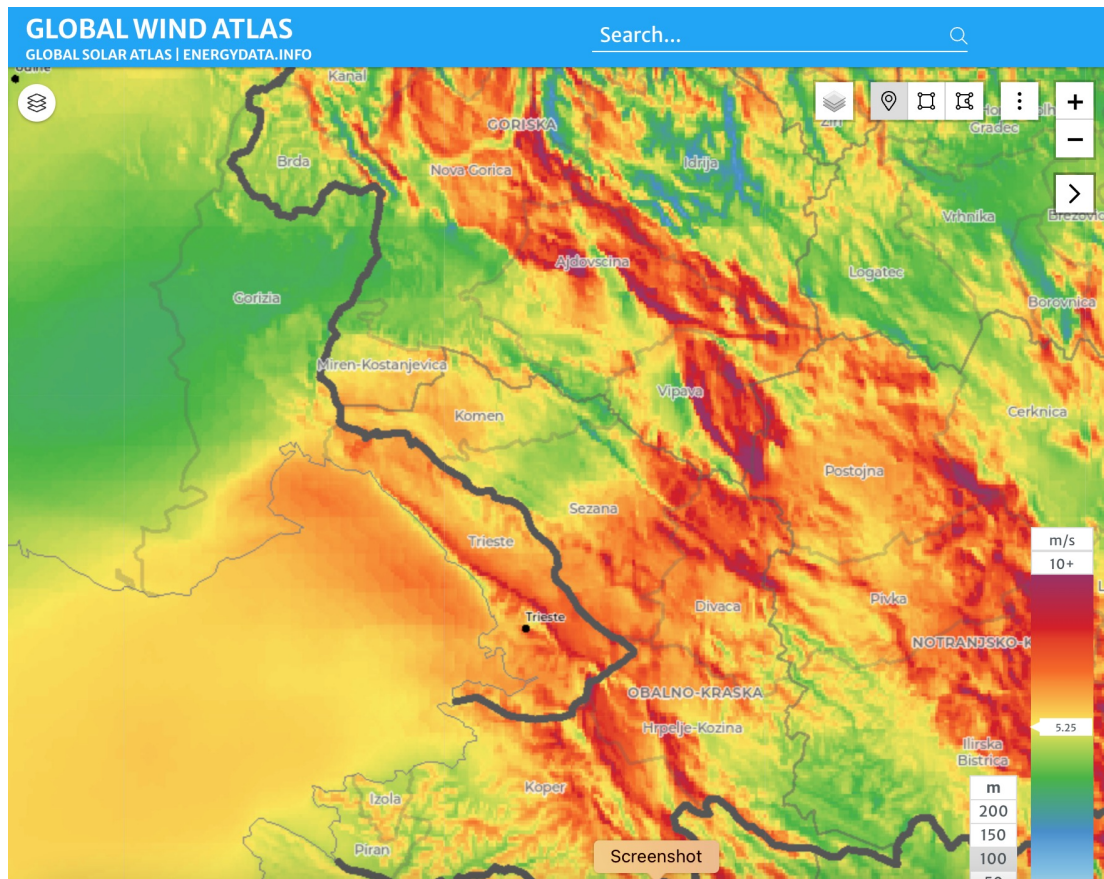 GLOBAL WIND ATLAS
GLOBAL SOLAR ATLAS | ENERGYDATA.INFO
Search...
Udine
Kanal
GORISKA
Ziri
Gradec
Brda
Nova Gorica
Idrija
Vrhnika
Ajdovscina
Logatec
Gorizia
Borovnica
Miren-Kostanjevica
Vipava
Komen
Cerknica
Postojna
Sezana
Trieste
m/s
10+
Divaca
Pivka
Trieste
NOTRANJSKO-K
OBALNO-KRASKA
Hrpelje-Kozina
5.25
Ilirska
Bistrica
Koper
Izola
m
200
150
100
Piran
Screenshot